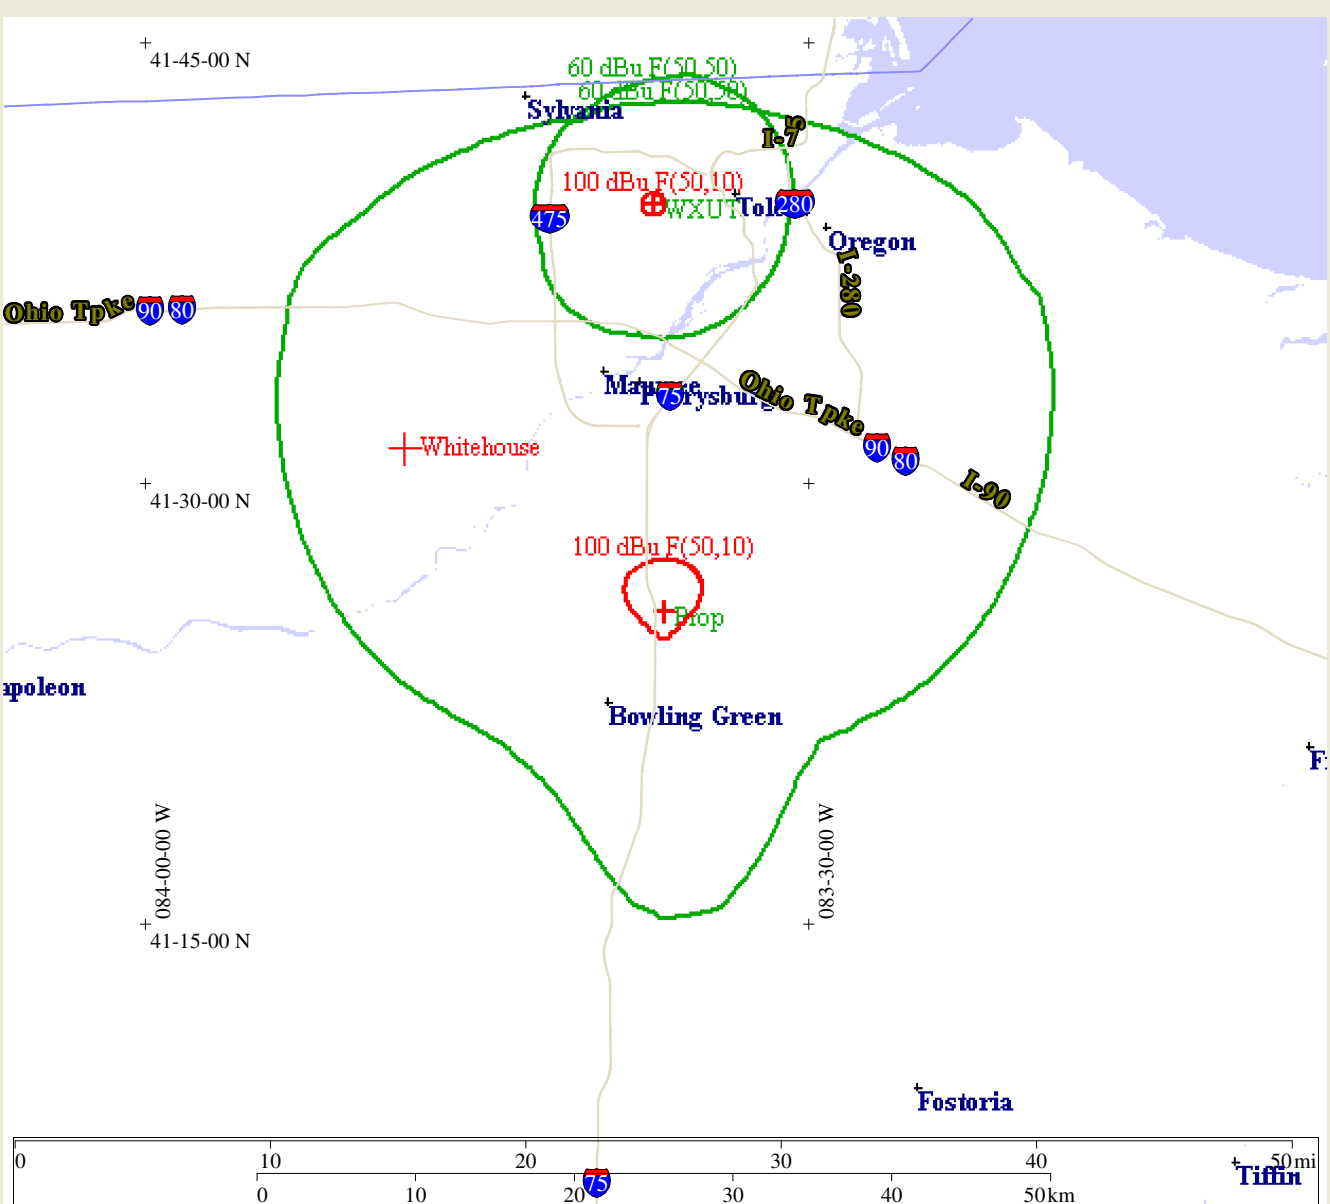 41-45-00 N
60 dBu F(50,50)
60 dBu F(50,50)
Sylvania
I-75
100 dBu F(50,10)
WXUT
280
475
Oregon
I-280
Ohio Tpke
90
80
Maumee
Perrysburg
75
Ohio Tpke
90
80
Whitehouse
I-90
41-30-00 N
100 dBu F(50,10)
Prop
Bowling Green
084-00-00 W
083-30-00 W
41-15-00 N
Fostoria
0 10 20 30 40 50mi
Tiffin
75
0 10 20 30 40 50km